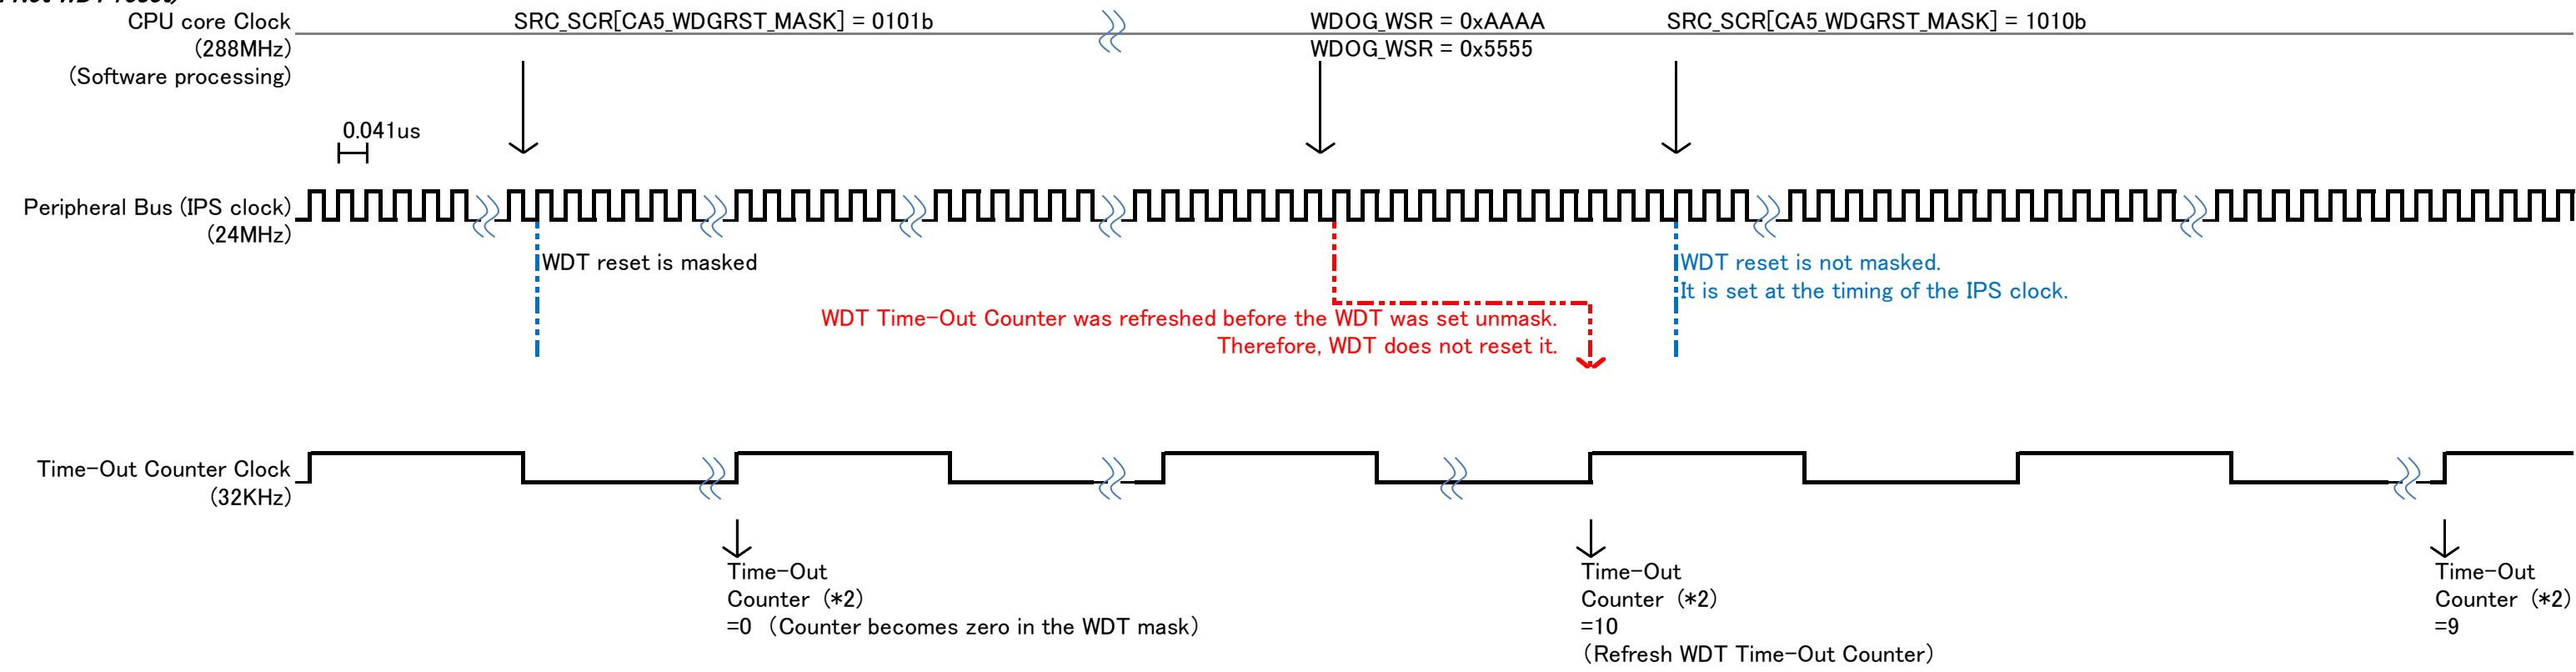 CPU core Clock
(288MHz)
(Software processing)
SRC_SCR[CA5_WDGRST_MASK] = 0101b
WDOG_WSR = 0xAAAA
WDOG_WSR = 0x5555
SRC_SCR[CA5_WDGRST_MASK] = 1010b
0.041us
Peripheral Bus (IPS clock)
(24MHz)
WDT reset is masked
WDT reset is not masked.
It is set at the timing of the IPS clock.
WDT Time-Out Counter was refreshed before the WDT was set unmask.
Therefore, WDT does not reset it.
Time-Out Counter Clock
(32KHz)
Time-Out
Counter (*2)
=0 (Counter becomes zero in the WDT mask)
Time-Out
Counter (*2)
=10
(Refresh WDT Time-Out Counter)
Time-Out
Counter (*2)
=9